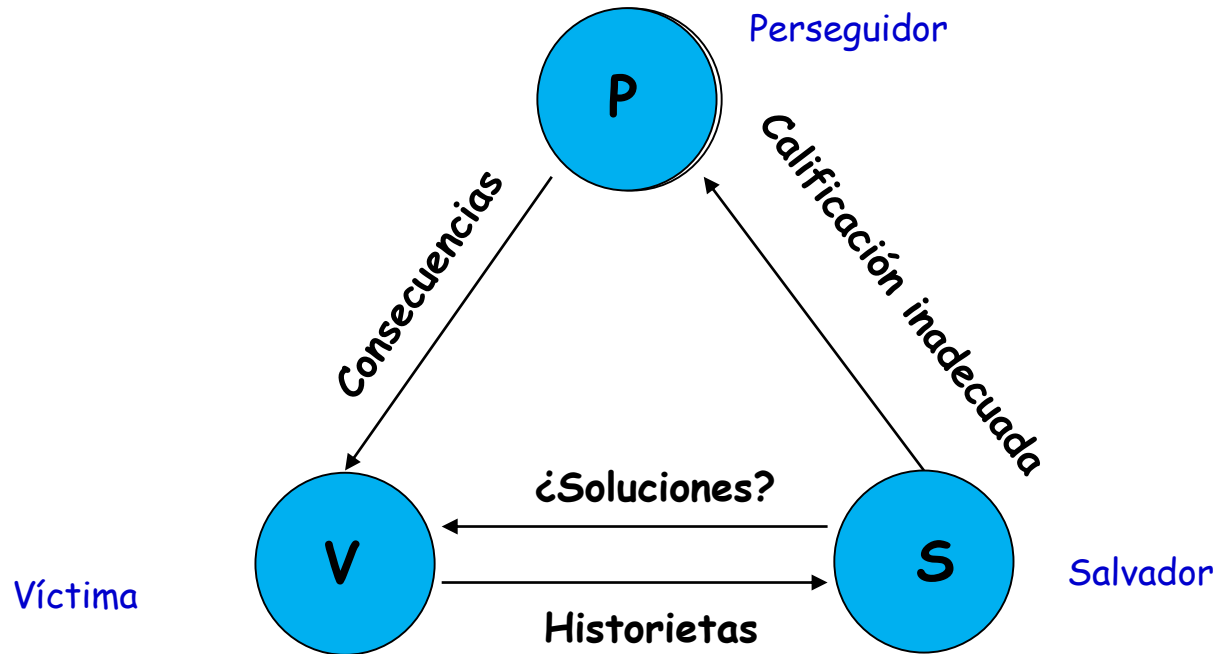 Perseguidor
P
Consecuencias
Calificación inadecuada
¿Soluciones?
V
S
Víctima
Salvador
Historietas